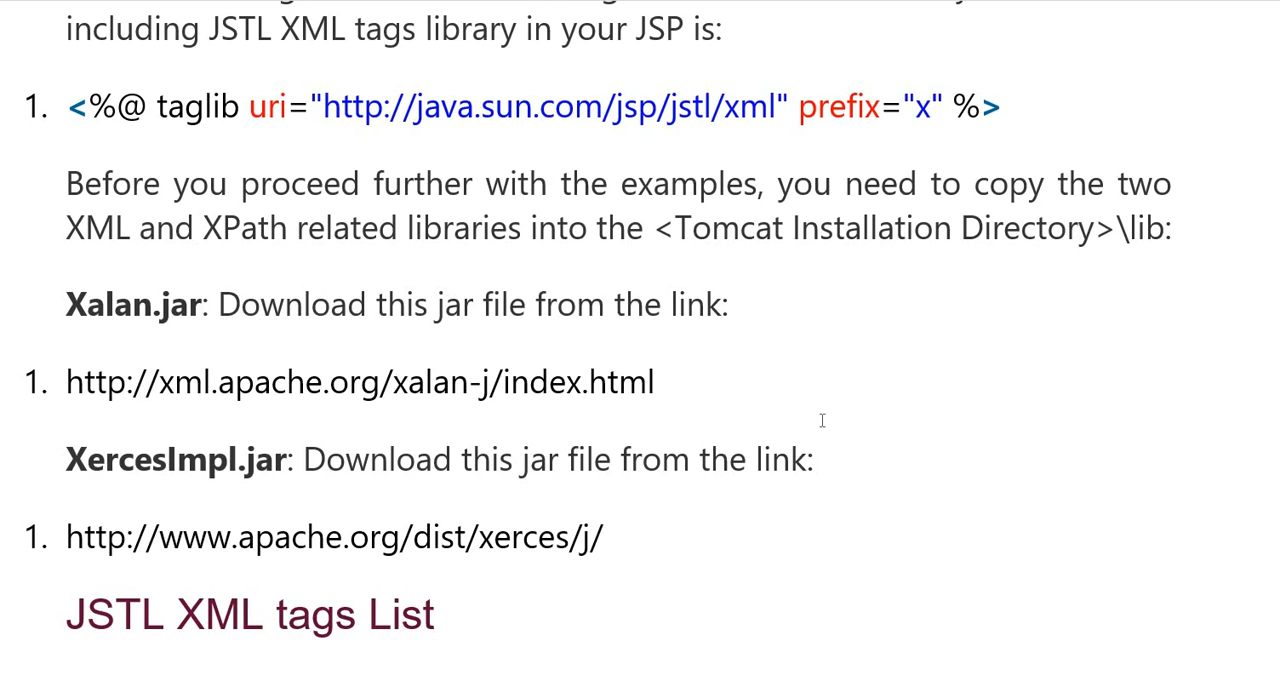 including JSTL XML tags library in your JSP is:
1. <%@ taglib uri="http://java.sun.com/jsp/jstl/xml" prefix="x" %>
Before you proceed further with the examples, you need to copy the two
XML and XPath related libraries into the <Tomcat Installation Directory>\lib:
Xalan.jar: Download this jar file from the link:
1. http://xml.apache.org/xalan-j/index.html
XercesImpl.jar: Download this jar file from the link:
1. http://www.apache.org/dist/xerces/j/
JSTL XML tags List